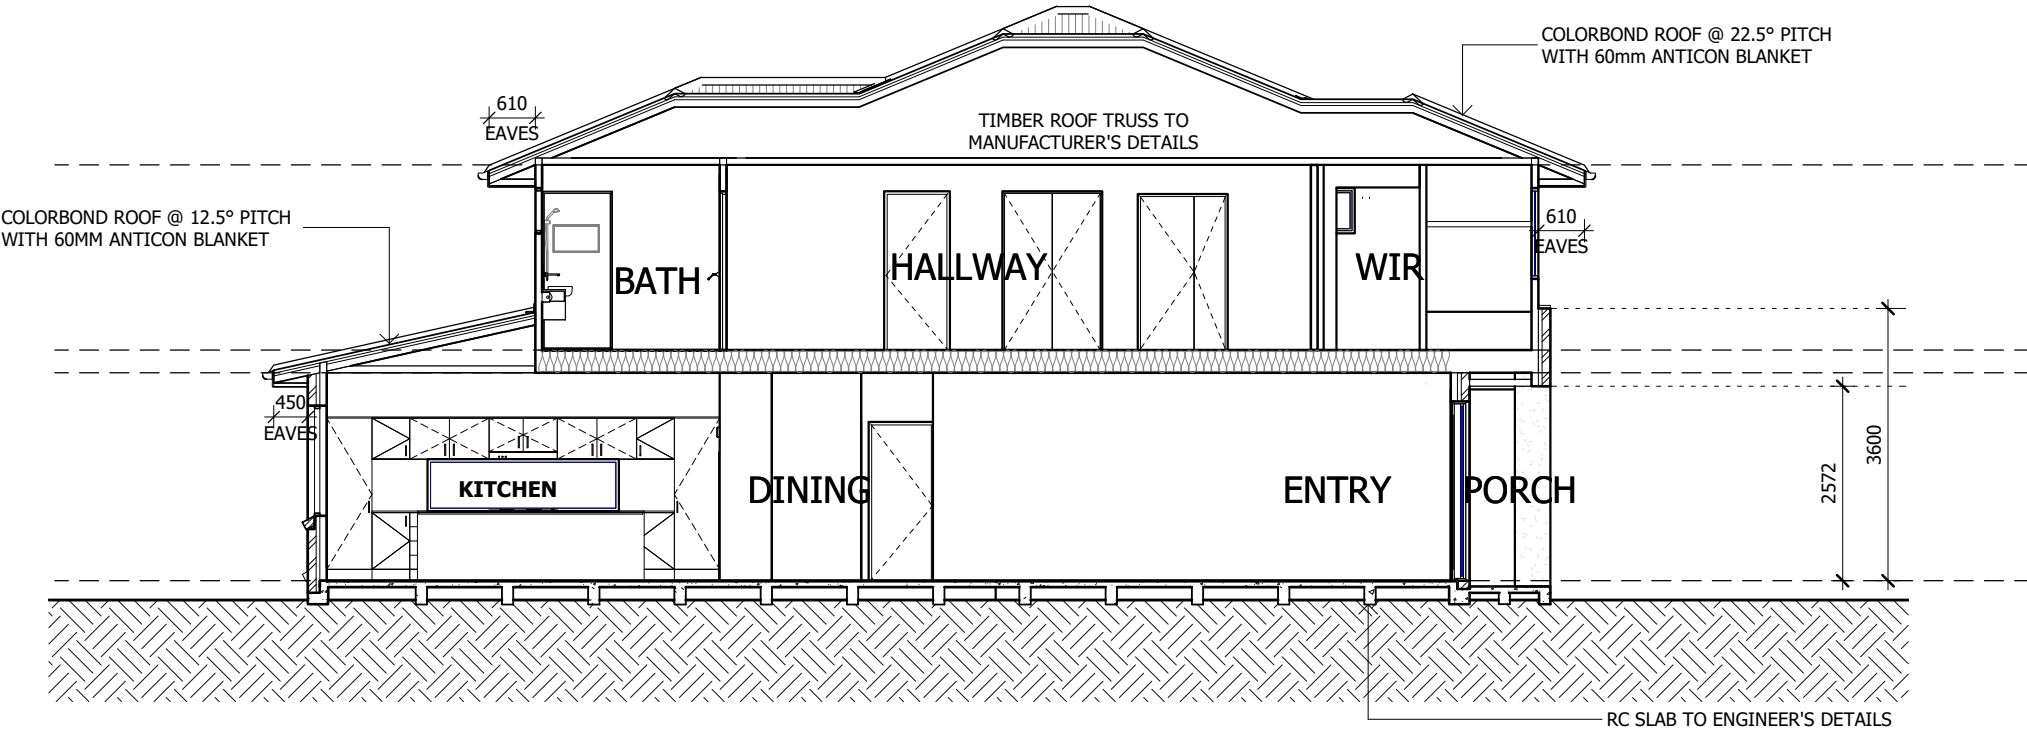 COLORBOND ROOF @ 22.5° PITCH
WITH 60mm ANTICON BLANKET
610
EAVES
TIMBER ROOF TRUSS TO
MANUFACTURER'S DETAILS
COLORBOND ROOF @ 12.5° PITCH
WITH 60MM ANTICON BLANKET
610
EAVES
BATH
HALLWAY
WIR
450
EAVES
KITCHEN
DINING
ENTRY
PORCH
2572
3600
RC SLAB TO ENGINEER'S DETAILS